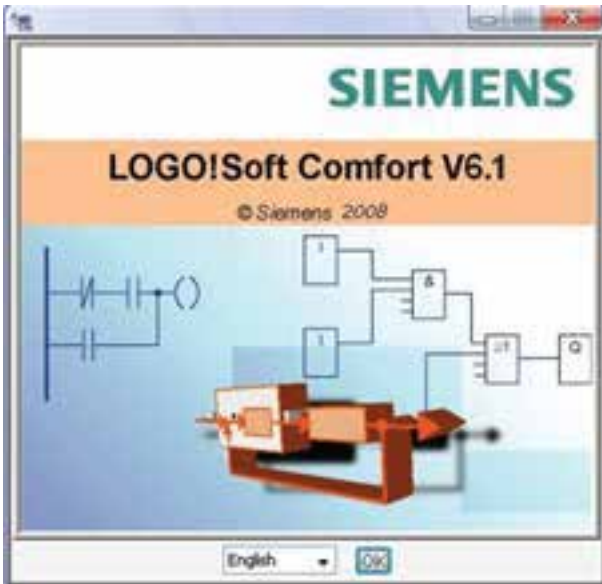 SIEMENS
LOGO!Soft Comfort V6.1
© Siemens 2008
I
&
I
≥1
Q
English
OK